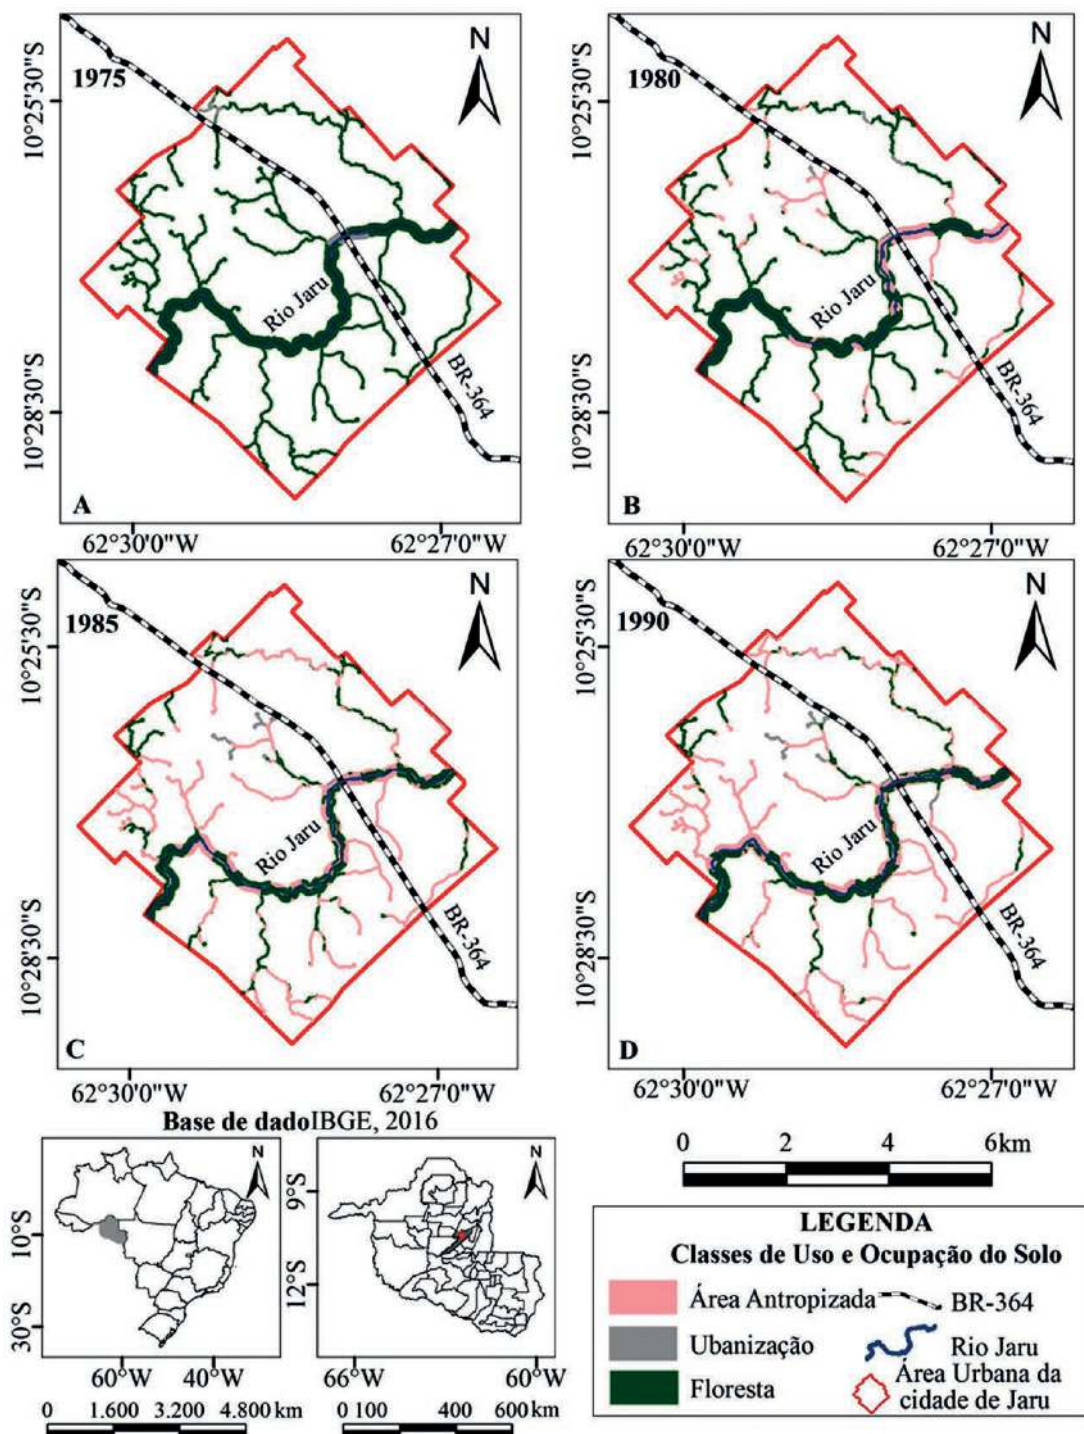 1975
N
10°25'30"S
10°28'30"S
Rio Jaru
BR-364
A
62°30'0"W
62°27'0"W
1980
N
10°25'30"S
10°28'30"S
Rio Jaru
BR-364
B
62°30'0"W
62°27'0"W
1985
N
10°25'30"S
10°28'30"S
Rio Jaru
BR-364
C
62°30'0"W
62°27'0"W
1990
N
10°25'30"S
10°28'30"S
Rio Jaru
BR-364
D
62°30'0"W
62°27'0"W
Base de dadoIBGE, 2016
N
10°S
30°S
60°W
40°W
0 1.600 3.200 4.800 km
N
9°S
12°S
66°W
60°W
0 100 400 600 km
0 2 4 6km
LEGENDA
Classes de Uso e Ocupação do Solo
Área Antropizada
BR-364
Ubanização
Rio Jaru
Floresta
Área Urbana da
cidade de Jaru